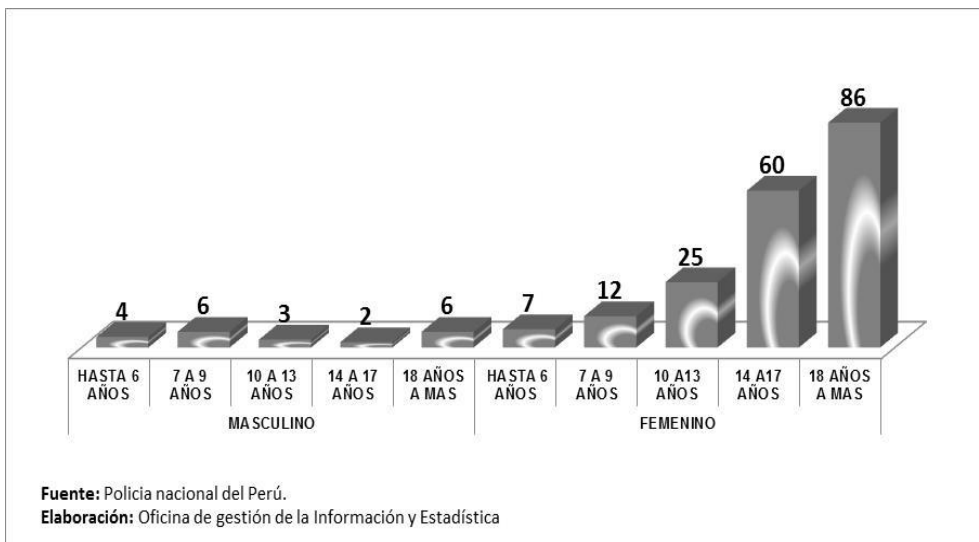 4
6
3
2
6
7
12
25
60
86
HASTA 6 AÑOS
7 A 9 AÑOS
10 A 13 AÑOS
14 A 17 AÑOS
18 AÑOS A MAS
HASTA 6 AÑOS
7 A 9 AÑOS
10 A13 AÑOS
14 A17 AÑOS
18 AÑOS A MAS
MASCULINO
FEMENINO
Fuente: Policia nacional del Perú.
Elaboración: Oficina de gestión de la Información y Estadística